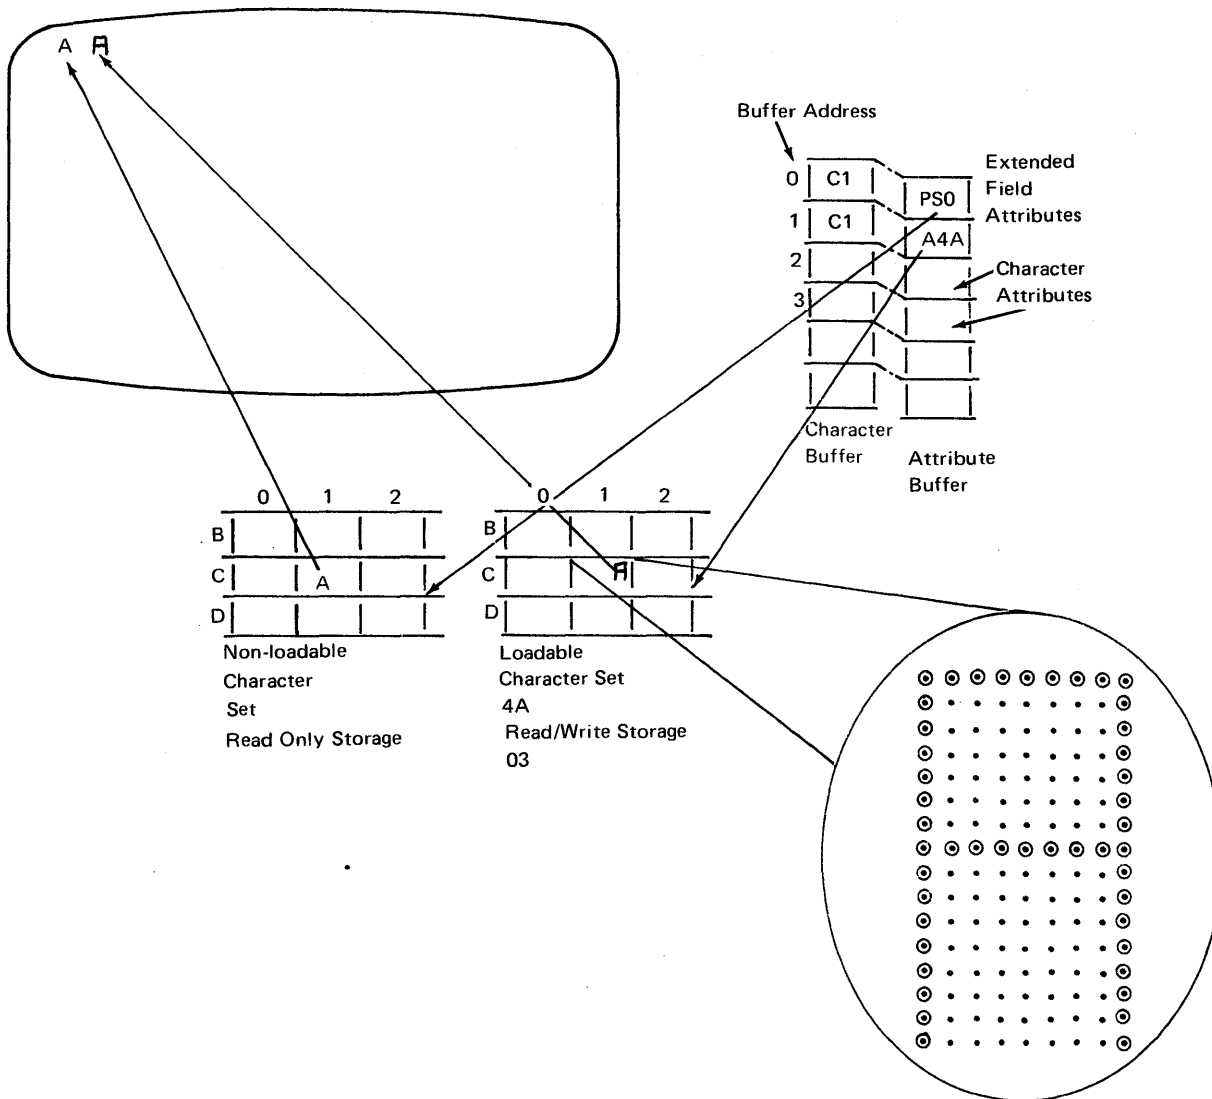 A A
Buffer Address
0 C1
1 C1
2
3
PS0
A4A
Extended
Field
Attributes
Character
Attributes
Character
Buffer
Attribute
Buffer
0 1 2
B
C A
D
Non-loadable
Character
Set
Read Only Storage
0 1 2
B
C A
D
Loadable
Character Set
4A
Read/Write Storage
03